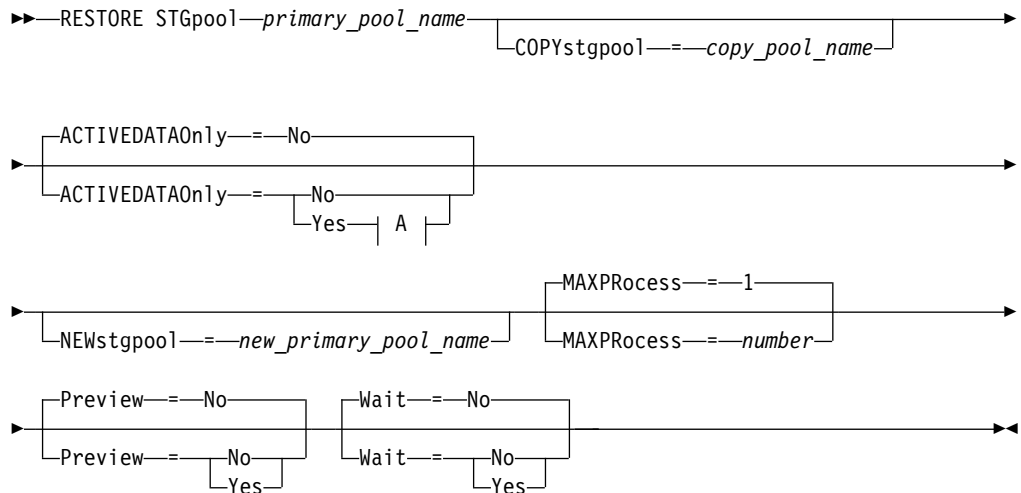 RESTORE STGpool primary_pool_name
COPYstgpool = copy_pool_name
ACTIVEDATAOnly = No
ACTIVEDATAOnly = No
Yes A
NEWstgpool = new_primary_pool_name
MAXPRocess = 1
MAXPRocess = number
Preview = No
Preview = No
Yes
Wait = No
Wait = No
Yes